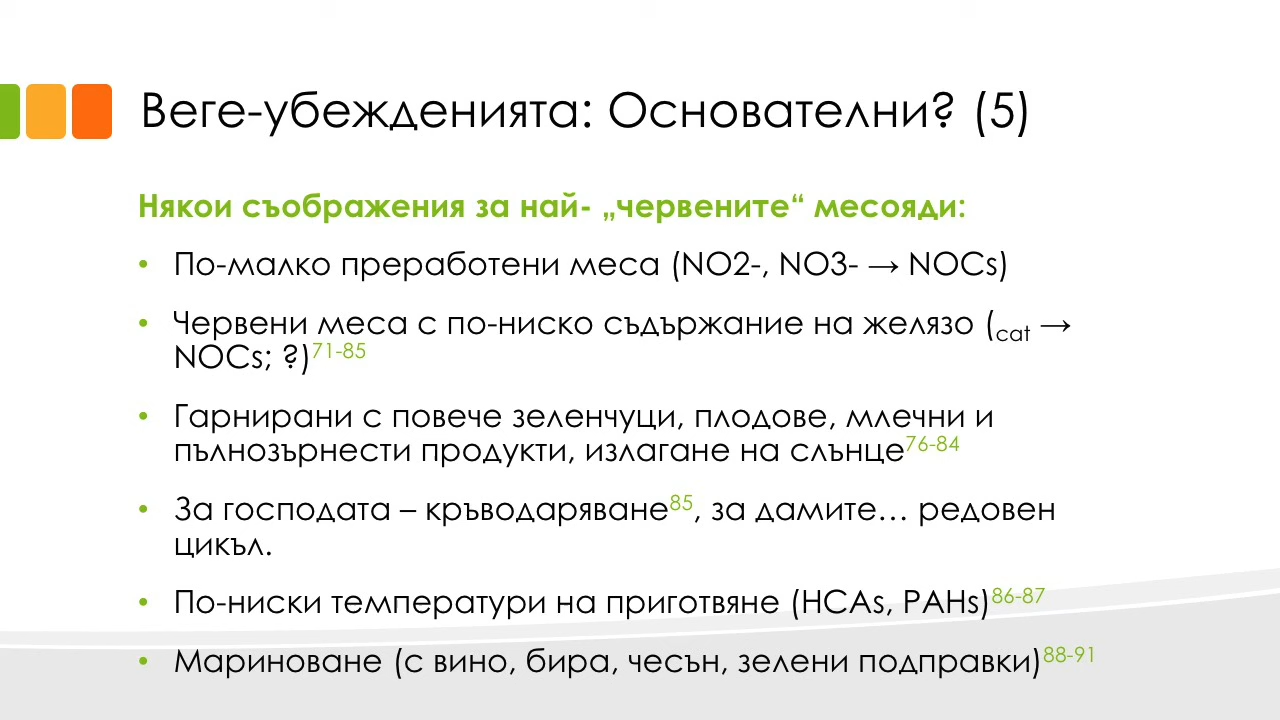 Веге-убежденията: Основателни? (5)
Някои съображения за най- „червените“ месояди:
• По-малко преработени меса (NO2-, NO3- → NOCs)
• Червени меса с по-ниско съдържание на желязо (cat →
NOCs; ?)71-85
• Гарнирани с повече зеленчуци, плодове, млечни и
пълнозърнести продукти, излагане на слънце76-84
• За господата – кръводаряване85, за дамите… редовен
цикъл.
• По-ниски температури на приготвяне (HCAs, PAHs)86-87
• Мариноване (с вино, бира, чесън, зелени подправки)88-91